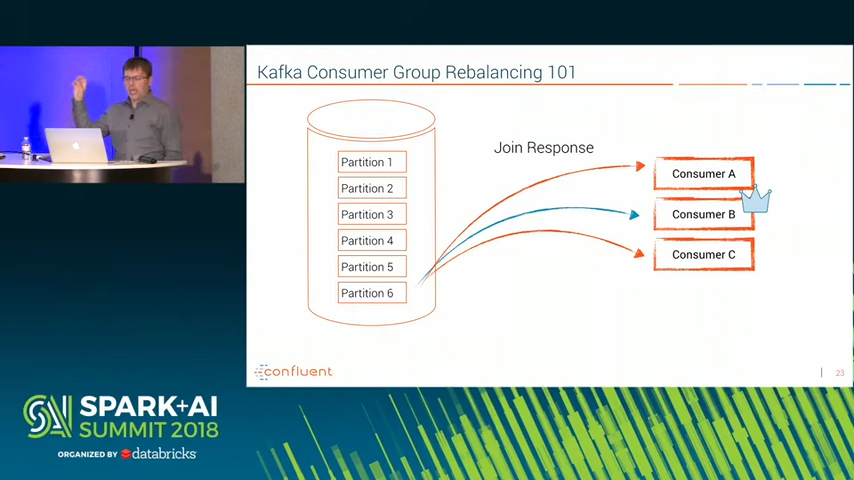 Kafka Consumer Group Rebalancing 101
Join Response
Partition 1
Partition 2
Partition 3
Partition 4
Partition 5
Partition 6
Consumer A
Consumer B
Consumer C
confluent
23
SPARK+AI
SUMMIT 2018
ORGANIZED BY databricks